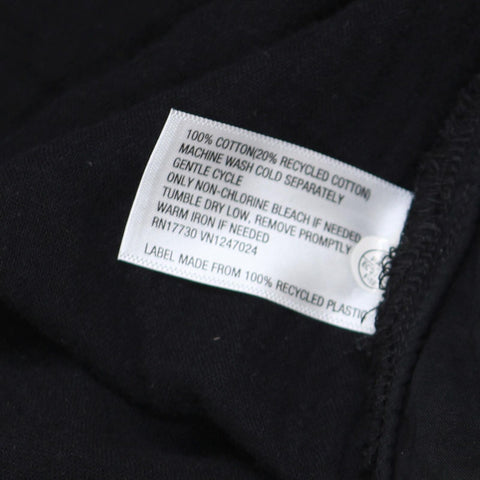 100% COTTON(20% RECYCLED COTTON)
MACHINE WASH COLD SEPARATELY
GENTLE CYCLE
ONLY NON-CHLORINE BLEACH IF NEEDED
TUMBLE DRY LOW, REMOVE PROMPTLY
WARM IRON IF NEEDED
RN17730 VN1247024
LABEL MADE FROM 100% RECYCLED PLASTIC